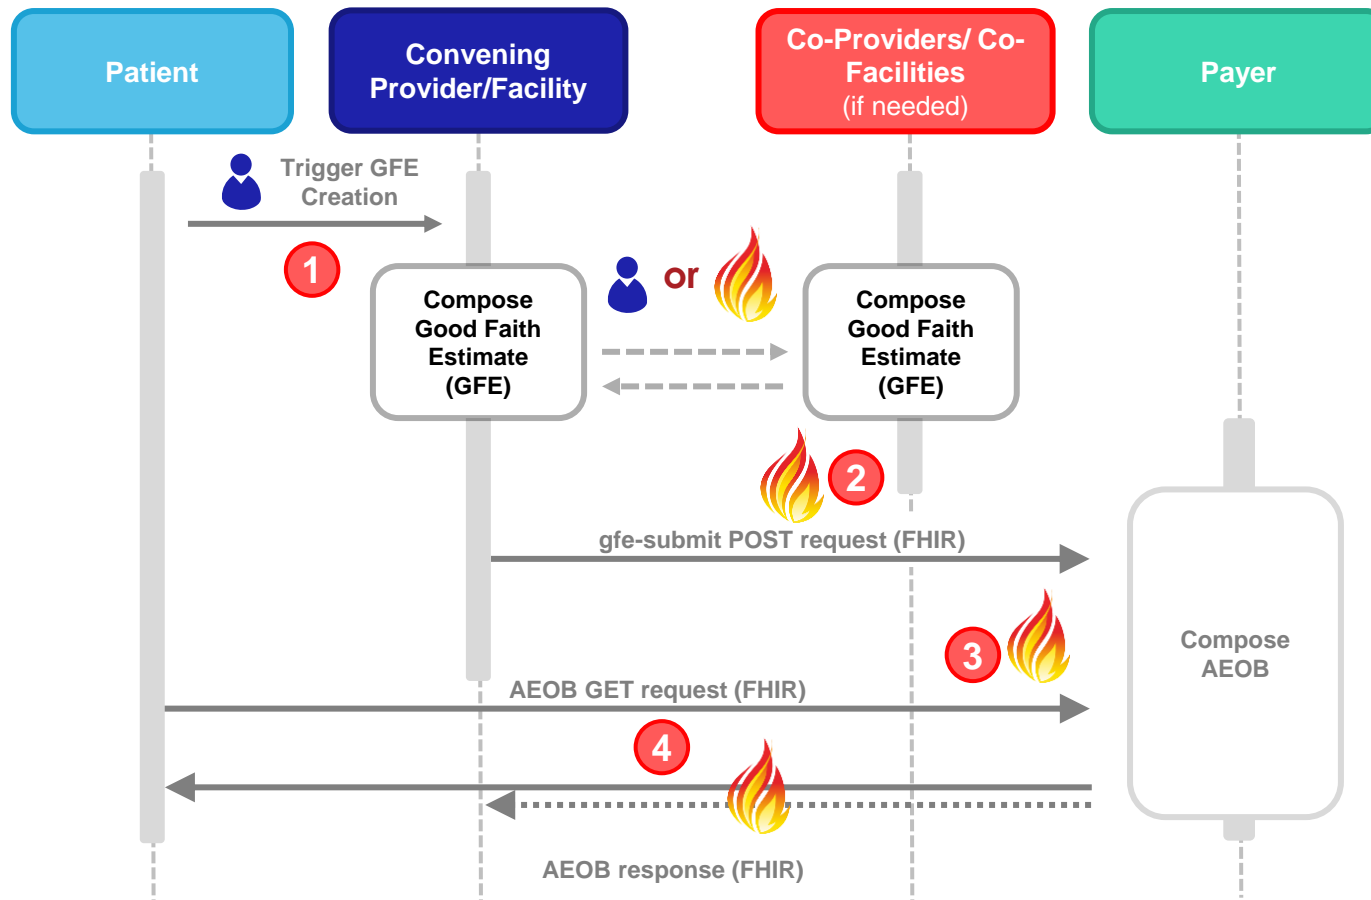 Patient
Convening
Provider/Facility
Co-Providers/ Co-
Facilities
(if needed)
Payer
Trigger GFE
Creation
1
or
Compose
Good Faith
Estimate
(GFE)
Compose
Good Faith
Estimate
(GFE)
2
gfe-submit POST request (FHIR)
3
Compose
AEOB
AEOB GET request (FHIR)
4
AEOB response (FHIR)